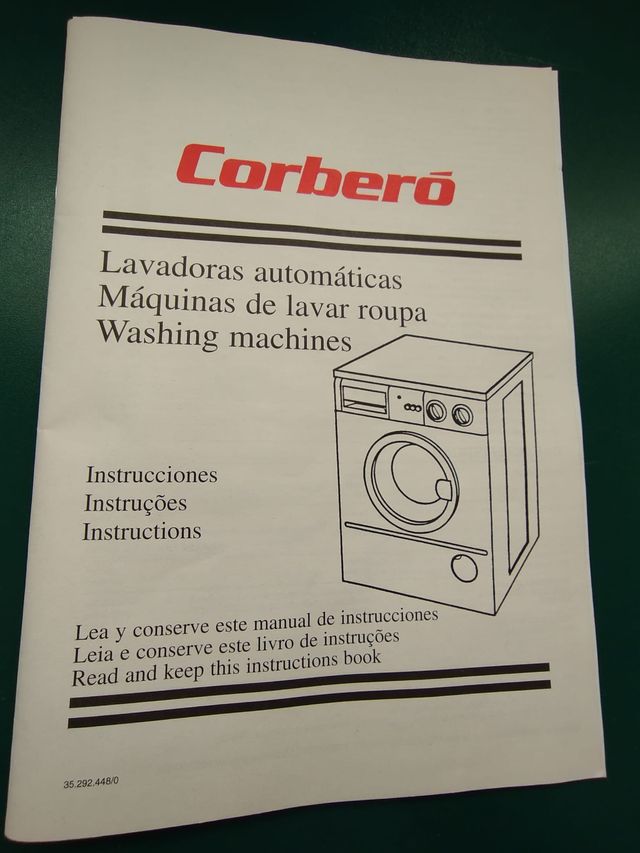 Corberó
Lavadoras automáticas
Máquinas de lavar roupa
Washing machines
Instrucciones
Instruções
Instructions
Lea y conserve este manual de instrucciones
Leia e conserve este livro de instruções
Read and keep this instructions book
35.292.448/0